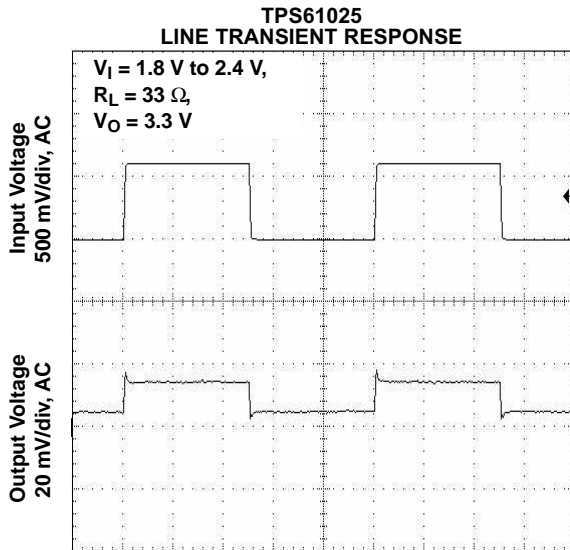 TPS61025
LINE TRANSIENT RESPONSE
V_I = 1.8 V to 2.4 V,
R_L = 33 Ω,
V_O = 3.3 V
Input Voltage
500 mV/div, AC
Output Voltage
20 mV/div, AC